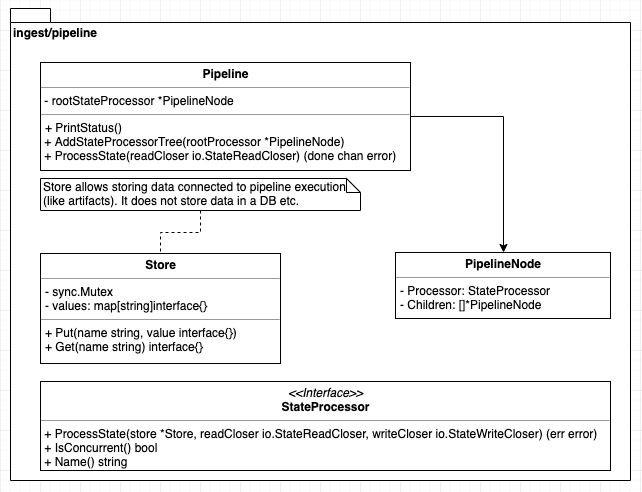 ingest/pipeline
Pipeline
- rootStateProcessor *PipelineNode
+ PrintStatus()
+ AddStateProcessorTree(rootProcessor *PipelineNode)
+ ProcessState(readCloser io.StateReadCloser) (done chan error)
Store allows storing data connected to pipeline execution
(like artifacts). It does not store data in a DB etc.
Store
- sync.Mutex
- values: map[string]interface{}
+ Put(name string, value interface{})
+ Get(name string) interface{}
PipelineNode
- Processor: StateProcessor
- Children: []*PipelineNode
<<Interface>>
StateProcessor
+ ProcessState(store *Store, readCloser io.StateReadCloser, writeCloser io.StateWriteCloser) (err error)
+ IsConcurrent() bool
+ Name() string